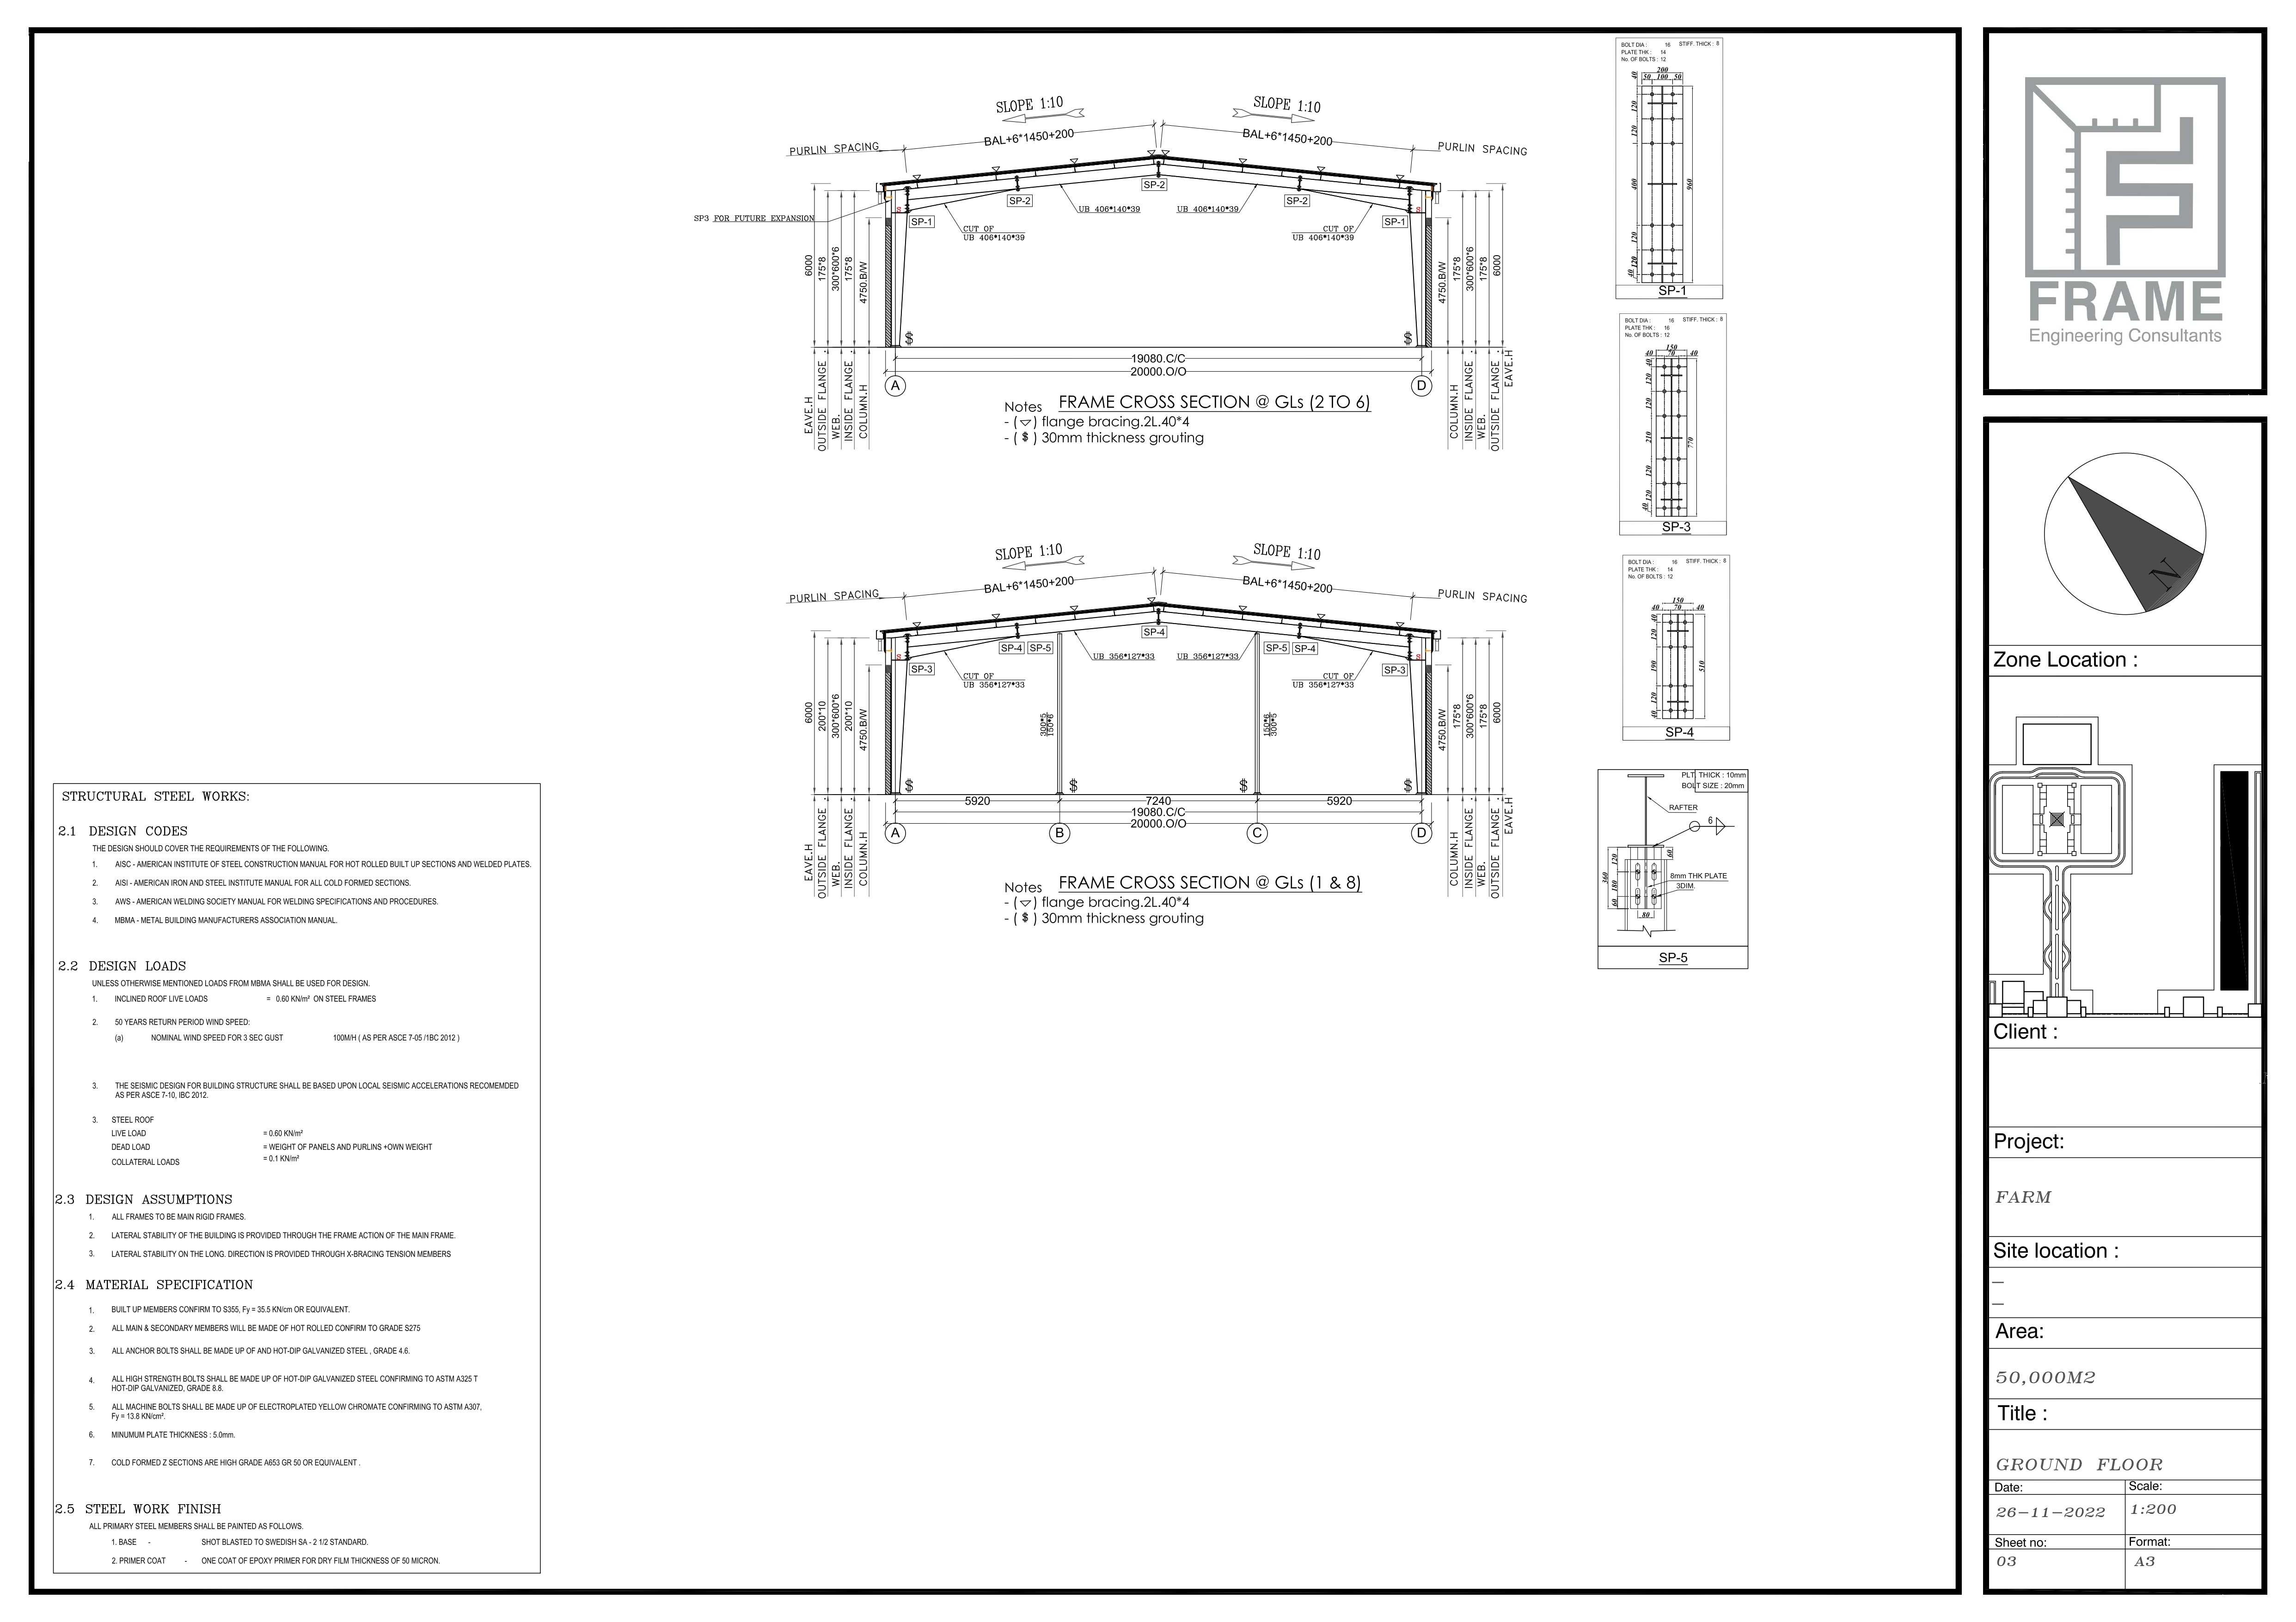 SLOPE 1:10
SLOPE 1:10
BAL+6*1450+200
BAL+6*1450+200
PURLIN SPACING
PURLIN SPACING
SP-2
SP-2
SP-2
UB 406*140*39
UB 406*140*39
SP3 FOR FUTURE EXPANSION
SP-1
SP-1
CUT OF
UB 406*140*39
CUT OF
UB 406*140*39
6000
175*8
300*600*6
175*8
4750.B/W
4750.B/W
175*8
300*600*6
175*8
6000
$
$
19080.C/C
20000.O/O
A
D
EAVE.H
OUTSIDE FLANGE .
WEB.
INSIDE FLANGE .
COLUMN.H
COLUMN.H
INSIDE FLANGE .
WEB.
OUTSIDE FLANGE .
EAVE.H
Notes FRAME CROSS SECTION @ GLs (2 TO 6)
- ( ) flange bracing.2L.40*4
- ( $ ) 30mm thickness grouting
SLOPE 1:10
SLOPE 1:10
BAL+6*1450+200
BAL+6*1450+200
PURLIN SPACING
PURLIN SPACING
SP-4
SP-4
SP-5
SP-5
SP-4
UB 356*127*33
UB 356*127*33
SP-3
SP-3
CUT OF
UB 356*127*33
CUT OF
UB 356*127*33
6000
200*10
300*600*6
200*10
4750.B/W
300*5
150*6
150*6
300*5
4750.B/W
175*8
300*600*6
175*8
6000
$
$
$
$
5920
7240
5920
19080.C/C
20000.O/O
A
B
C
D
EAVE.H
OUTSIDE FLANGE .
WEB.
INSIDE FLANGE .
COLUMN.H
COLUMN.H
INSIDE FLANGE .
WEB.
OUTSIDE FLANGE .
EAVE.H
Notes FRAME CROSS SECTION @ GLs (1 & 8)
- ( ) flange bracing.2L.40*4
- ( $ ) 30mm thickness grouting
BOLT DIA : 16 STIFF. THICK : 8
PLATE THK : 14
No. OF BOLTS : 12
200
50 100 50
40
120
120
400
120
120
40
960
SP-1
BOLT DIA : 16 STIFF. THICK : 8
PLATE THK : 16
No. OF BOLTS : 12
150
40 70 40
40
120
120
210
120
120
40
770
SP-3
BOLT DIA : 16 STIFF. THICK : 8
PLATE THK : 14
No. OF BOLTS : 12
150
40 70 40
40
120
190
120
40
510
SP-4
PLT. THICK : 10mm
BOLT SIZE : 20mm
RAFTER
6
120
60
360
180
60
8mm THK PLATE
3DIM.
80
SP-5
STRUCTURAL STEEL WORKS:
2.1 DESIGN CODES
THE DESIGN SHOULD COVER THE REQUIREMENTS OF THE FOLLOWING.
1. AISC - AMERICAN INSTITUTE OF STEEL CONSTRUCTION MANUAL FOR HOT ROLLED BUILT UP SECTIONS AND WELDED PLATES.
2. AISI - AMERICAN IRON AND STEEL INSTITUTE MANUAL FOR ALL COLD FORMED SECTIONS.
3. AWS - AMERICAN WELDING SOCIETY MANUAL FOR WELDING SPECIFICATIONS AND PROCEDURES.
4. MBMA - METAL BUILDING MANUFACTURERS ASSOCIATION MANUAL.
2.2 DESIGN LOADS
UNLESS OTHERWISE MENTIONED LOADS FROM MBMA SHALL BE USED FOR DESIGN.
1. INCLINED ROOF LIVE LOADS = 0.60 KN/m² ON STEEL FRAMES
2. 50 YEARS RETURN PERIOD WIND SPEED:
(a) NOMINAL WIND SPEED FOR 3 SEC GUST 100M/H ( AS PER ASCE 7-05 /1BC 2012 )
3. THE SEISMIC DESIGN FOR BUILDING STRUCTURE SHALL BE BASED UPON LOCAL SEISMIC ACCELERATIONS RECOMEMDED
AS PER ASCE 7-10, IBC 2012.
3. STEEL ROOF
LIVE LOAD = 0.60 KN/m²
DEAD LOAD = WEIGHT OF PANELS AND PURLINS +OWN WEIGHT
COLLATERAL LOADS = 0.1 KN/m²
2.3 DESIGN ASSUMPTIONS
1. ALL FRAMES TO BE MAIN RIGID FRAMES.
2. LATERAL STABILITY OF THE BUILDING IS PROVIDED THROUGH THE FRAME ACTION OF THE MAIN FRAME.
3. LATERAL STABILITY ON THE LONG. DIRECTION IS PROVIDED THROUGH X-BRACING TENSION MEMBERS
2.4 MATERIAL SPECIFICATION
1. BUILT UP MEMBERS CONFIRM TO S355, Fy = 35.5 KN/cm OR EQUIVALENT.
2. ALL MAIN & SECONDARY MEMBERS WILL BE MADE OF HOT ROLLED CONFIRM TO GRADE S275
3. ALL ANCHOR BOLTS SHALL BE MADE UP OF AND HOT-DIP GALVANIZED STEEL , GRADE 4.6.
4. ALL HIGH STRENGTH BOLTS SHALL BE MADE UP OF HOT-DIP GALVANIZED STEEL CONFIRMING TO ASTM A325 T
HOT-DIP GALVANIZED, GRADE 8.8.
5. ALL MACHINE BOLTS SHALL BE MADE UP OF ELECTROPLATED YELLOW CHROMATE CONFIRMING TO ASTM A307,
Fy = 13.8 KN/cm².
6. MINUMUM PLATE THICKNESS : 5.0mm.
7. COLD FORMED Z SECTIONS ARE HIGH GRADE A653 GR 50 OR EQUIVALENT .
2.5 STEEL WORK FINISH
ALL PRIMARY STEEL MEMBERS SHALL BE PAINTED AS FOLLOWS.
1. BASE - SHOT BLASTED TO SWEDISH SA - 2 1/2 STANDARD.
2. PRIMER COAT - ONE COAT OF EPOXY PRIMER FOR DRY FILM THICKNESS OF 50 MICRON.
FRAME
Engineering Consultants
N
Zone Location :
Client :
Project:
FARM
Site location :
—
—
Area:
50,000M2
Title :
GROUND FLOOR
Date: Scale:
26-11-2022 1:200
Sheet no: Format:
03 A3